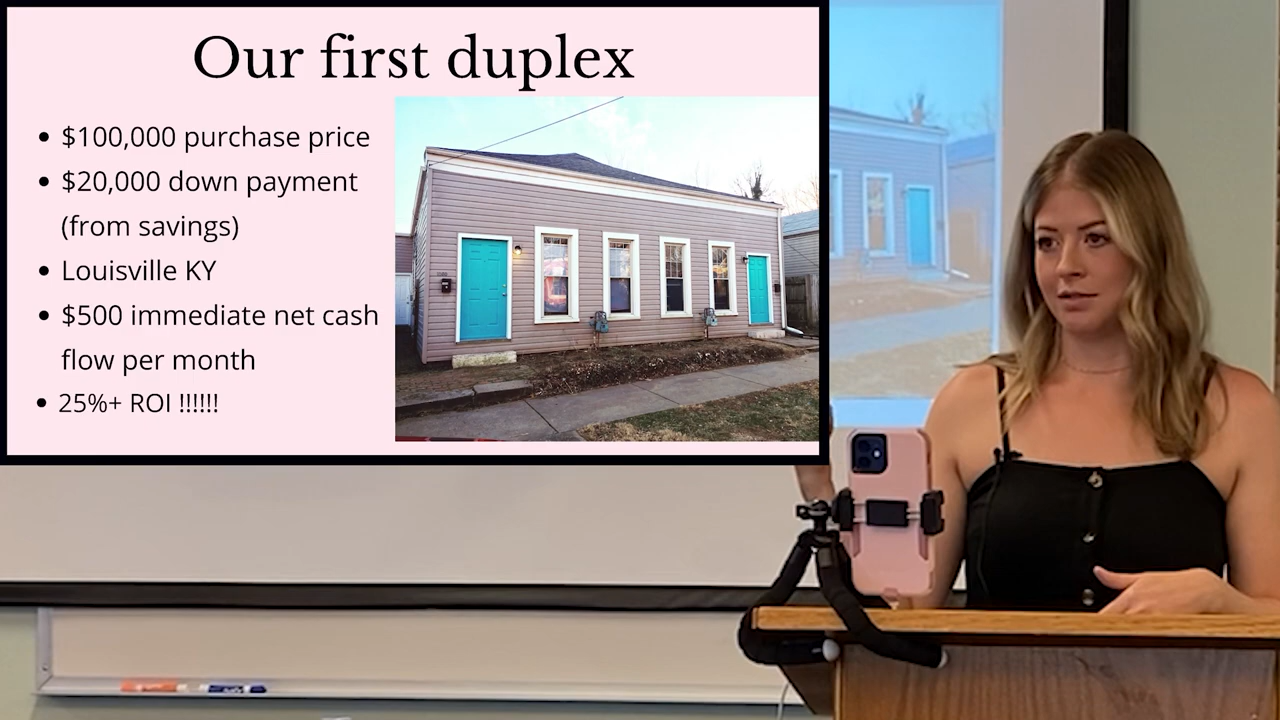 Our first duplex
• $100,000 purchase price
• $20,000 down payment
(from savings)
• Louisville KY
• $500 immediate net cash
flow per month
• 25%+ ROI !!!!!!